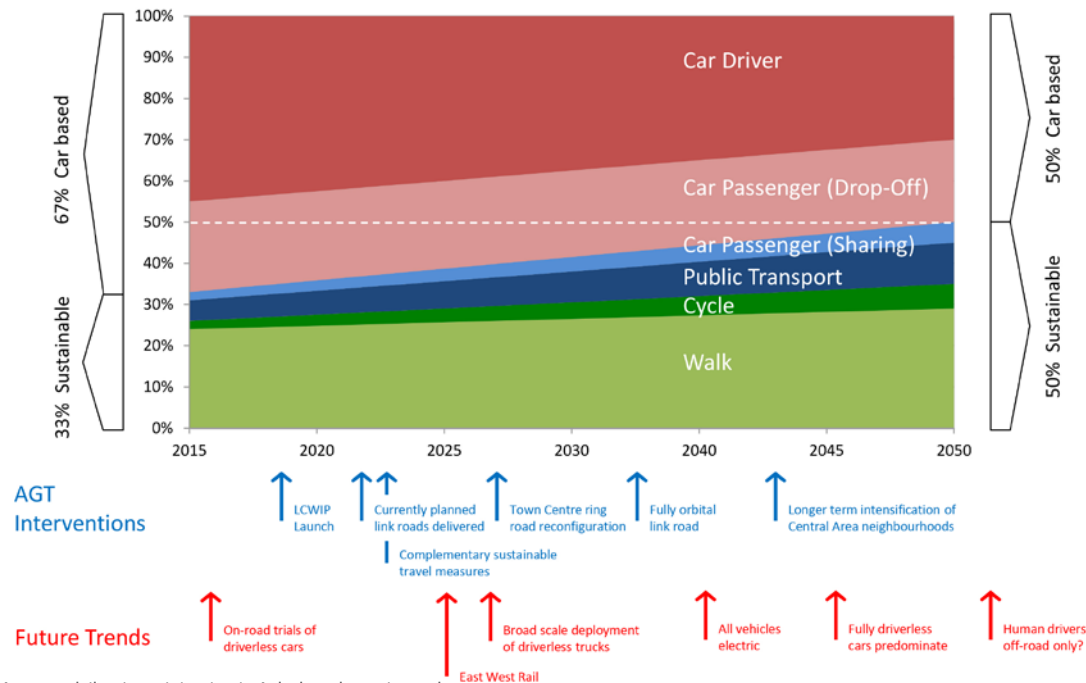 100%
90%
80%
70%
60%
50%
40%
30%
20%
10%
0%
67% Car based
33% Sustainable
Car Driver
Car Passenger (Drop-Off)
Car Passenger (Sharing)
Public Transport
Cycle
Walk
50% Car based
50% Sustainable
2015 2020 2025 2030 2035 2040 2045 2050
AGT
Interventions
LCWIP
Launch
Currently planned
link roads delivered
Complementary sustainable
travel measures
Town Centre ring
road reconfiguration
Fully orbital
link road
Longer term intensification of
Central Area neighbourhoods
Future Trends
On-road trials of
driverless cars
East West Rail
Broad scale deployment
of driverless trucks
All vehicles
electric
Fully driverless
cars predominate
Human drivers
off-road only?